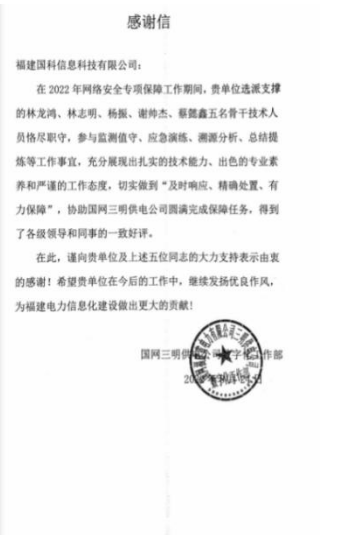 感谢信
福建国科信息科技有限公司：
在 2022 年网络安全专项保障工作期间，贵单位选派支撑
的林龙鸿、林志明、杨振、谢帅杰、蔡懿鑫五名骨干技术人
员恪尽职守，参与监测值守、应急演练、溯源分析、总结提
炼等工作事宜，充分展现出扎实的技术能力、出色的专业素
养和严谨的工作态度，切实做到“及时响应、精确处置、有
力保障”，协助国网三明供电公司圆满完成保障任务，得到
了各级领导和同事的一致好评。
在此，谨向贵单位及上述五位同志的大力支持表示由衷
的感谢！希望贵单位在今后的工作中，继续发扬优良作风，
为福建电力信息化建设做出更大的贡献！
国网三明供电公司数字化工作部